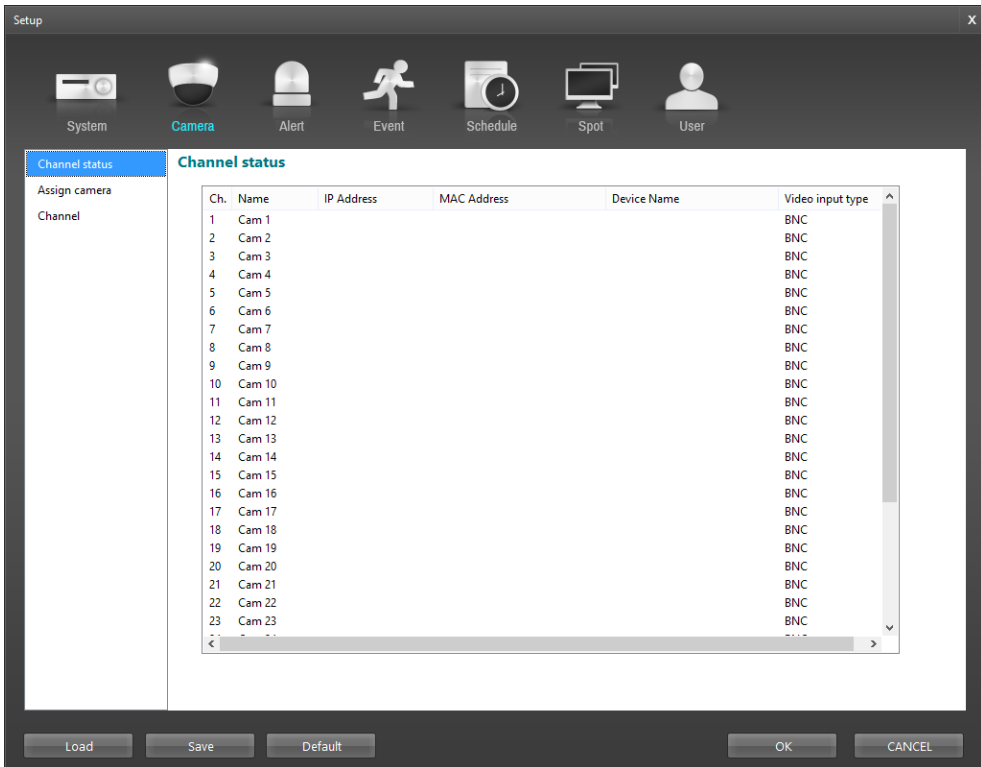 Setup X
System Camera Alert Event Schedule Spot User
Channel status
Assign camera
Channel
Channel status
Ch. Name IP Address MAC Address Device Name Video input type
1 Cam 1 BNC
2 Cam 2 BNC
3 Cam 3 BNC
4 Cam 4 BNC
5 Cam 5 BNC
6 Cam 6 BNC
7 Cam 7 BNC
8 Cam 8 BNC
9 Cam 9 BNC
10 Cam 10 BNC
11 Cam 11 BNC
12 Cam 12 BNC
13 Cam 13 BNC
14 Cam 14 BNC
15 Cam 15 BNC
16 Cam 16 BNC
17 Cam 17 BNC
18 Cam 18 BNC
19 Cam 19 BNC
20 Cam 20 BNC
21 Cam 21 BNC
22 Cam 22 BNC
23 Cam 23 BNC
Load Save Default OK CANCEL